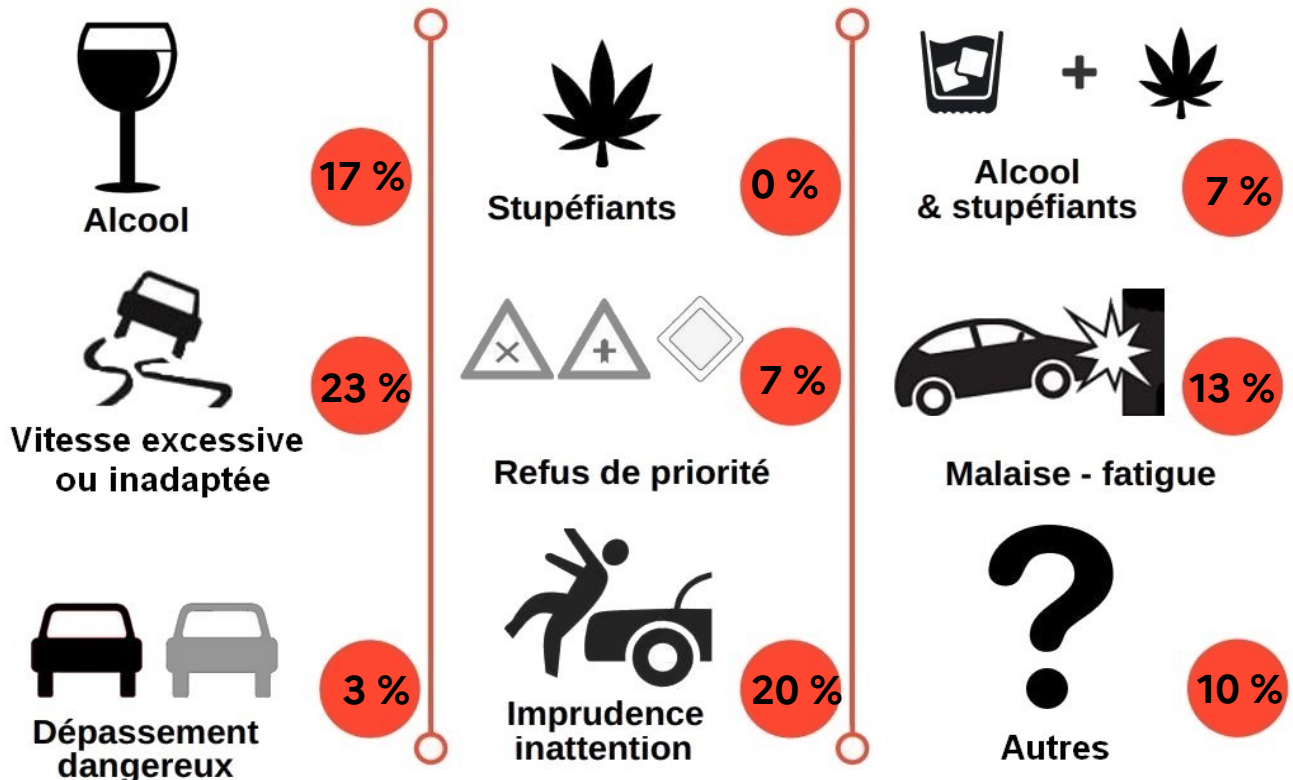 17 %
Alcool
0 %
Stupéfiants
7 %
Alcool
& stupéfiants
23 %
Vitesse excessive
ou inadaptée
7 %
Refus de priorité
13 %
Malaise - fatigue
3 %
Dépassement
dangereux
20 %
Imprudence
inattention
10 %
Autres